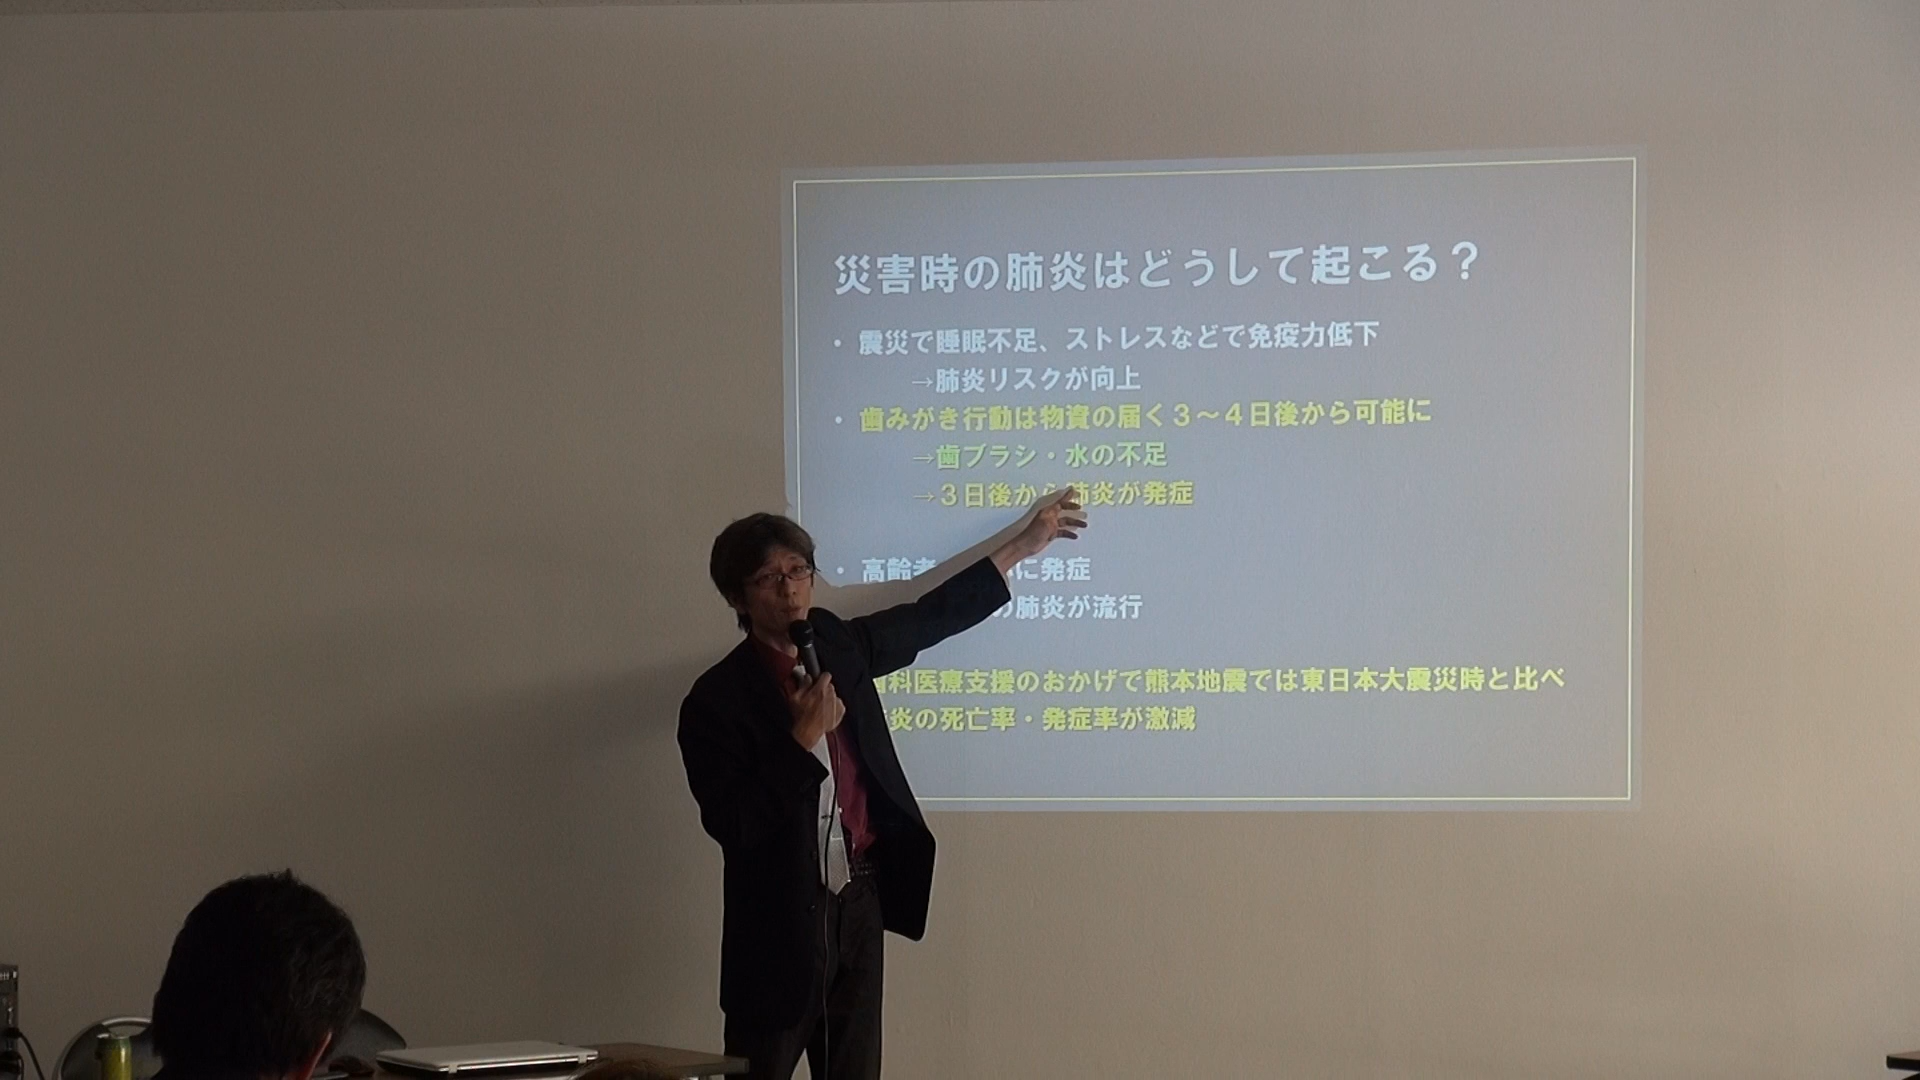 災害時の肺炎はどうして起こる？
• 震災で睡眠不足、ストレスなどで免疫力低下
→肺炎リスクが向上
• 歯みがき行動は物資の届く３～４日後から可能に
→歯ブラシ・水の不足
→３日後から肺炎が発症
• 高齢者 に発症
の肺炎が流行
歯科医療支援のおかげで熊本地震では東日本大震災時と比べ
炎の死亡率・発症率が激減